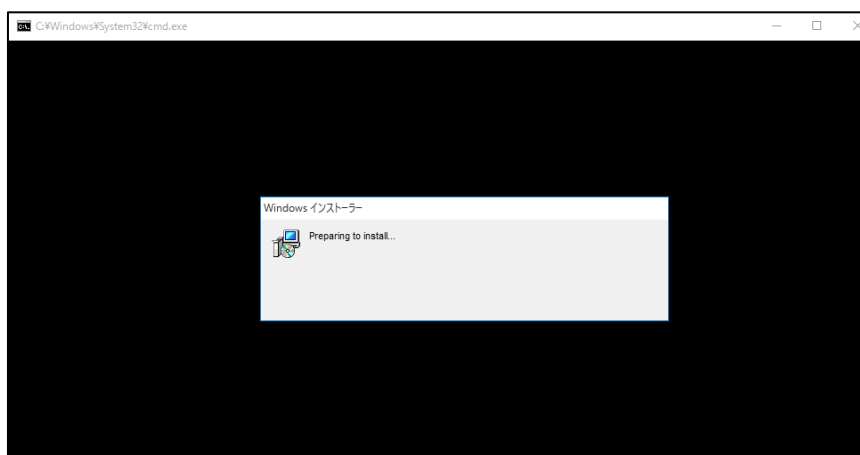 C:¥Windows¥System32¥cmd.exe
Windows インストーラー
Preparing to install...